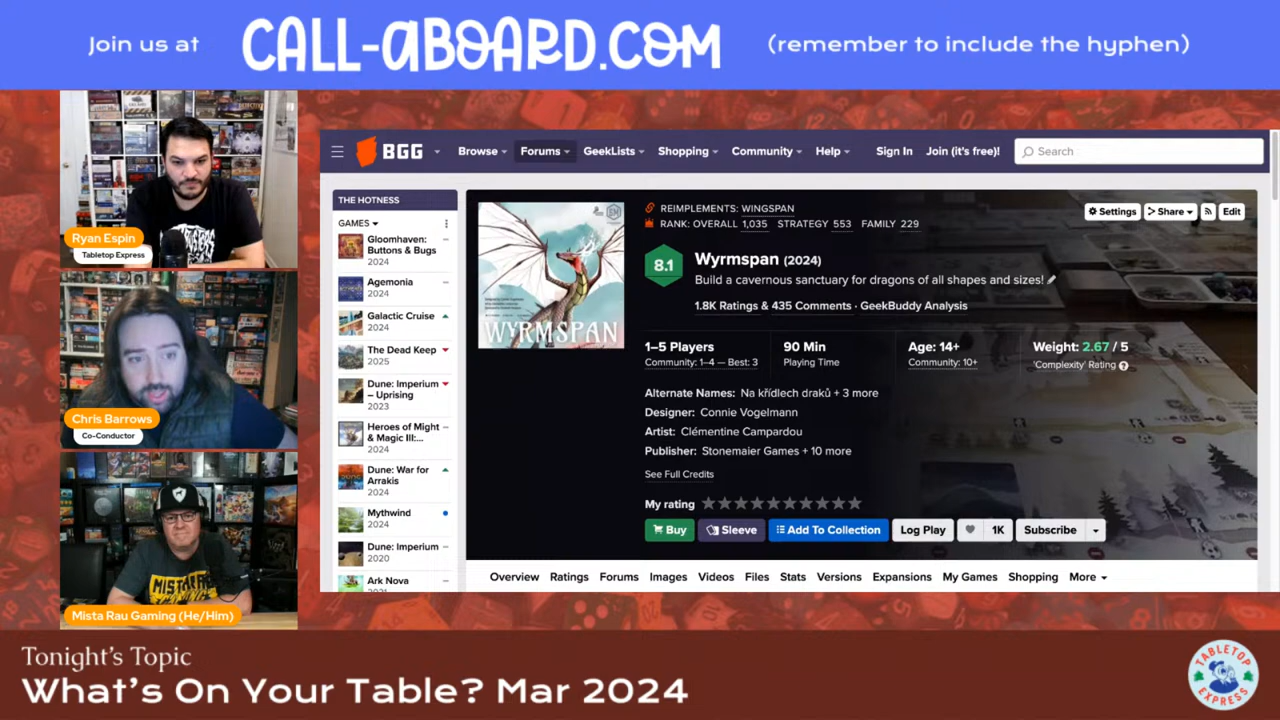 Join us at CALL-aBOARD.COM (remember to include the hyphen)
Ryan Espin
Tabletop Express
Chris Barrows
Co-Conductor
MISTA RAU
GAMING
Mista Rau Gaming (He/Him)
BGG
Browse Forums GeekLists Shopping Community Help Sign In Join (it's free!) Search
THE HOTNESS
GAMES
Gloomhaven:
Buttons & Bugs
2024
Agemonia
2024
Galactic Cruise
2024
The Dead Keep
2025
Dune: Imperium
– Uprising
2023
Heroes of Might
& Magic III:...
2024
Dune: War for
Arrakis
2024
Mythwind
2024
Dune: Imperium
2020
Ark Nova
WYRMSPAN
REIMPLEMENTS: WINGSPAN
RANK: OVERALL 1,035 STRATEGY 553 FAMILY 229
Settings Share Edit
8.1
Wyrmspan (2024)
Build a cavernous sanctuary for dragons of all shapes and sizes!
1.8K Ratings & 435 Comments · GeekBuddy Analysis
1–5 Players 90 Min Age: 14+ Weight: 2.67 / 5
Community: 1–4 — Best: 3 Playing Time Community: 10+ 'Complexity' Rating ?
Alternate Names: Na křídlech draků + 3 more
Designer: Connie Vogelmann
Artist: Clémentine Campardou
Publisher: Stonemaier Games + 10 more
See Full Credits
My rating
Buy Sleeve Add To Collection Log Play 1K Subscribe
Overview Ratings Forums Images Videos Files Stats Versions Expansions My Games Shopping More
Tonight's Topic
What's On Your Table? Mar 2024
TABLETOP
EXPRESS